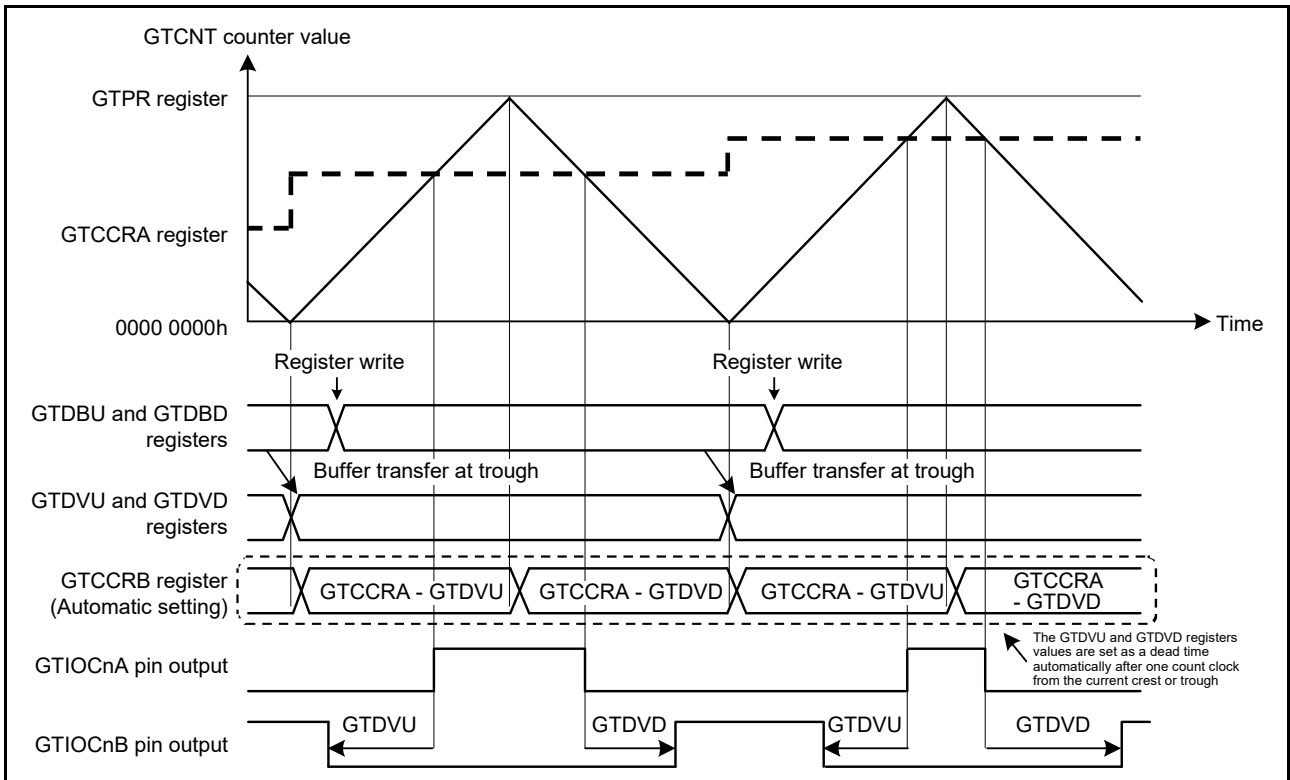 GTCNT counter value
GTPR register
GTCCRA register
0000 0000h
Time
Register write
Register write
GTDBU and GTDBD
registers
Buffer transfer at trough
Buffer transfer at trough
GTDVU and GTDVD
registers
GTCCRB register
(Automatic setting)
GTCCRA - GTDVU
GTCCRA - GTDVD
GTCCRA - GTDVU
GTCCRA
- GTDVD
The GTDVU and GTDVD registers
values are set as a dead time
automatically after one count clock
from the current crest or trough
GTIOCnA pin output
GTDVU
GTDVD
GTDVU
GTDVD
GTIOCnB pin output